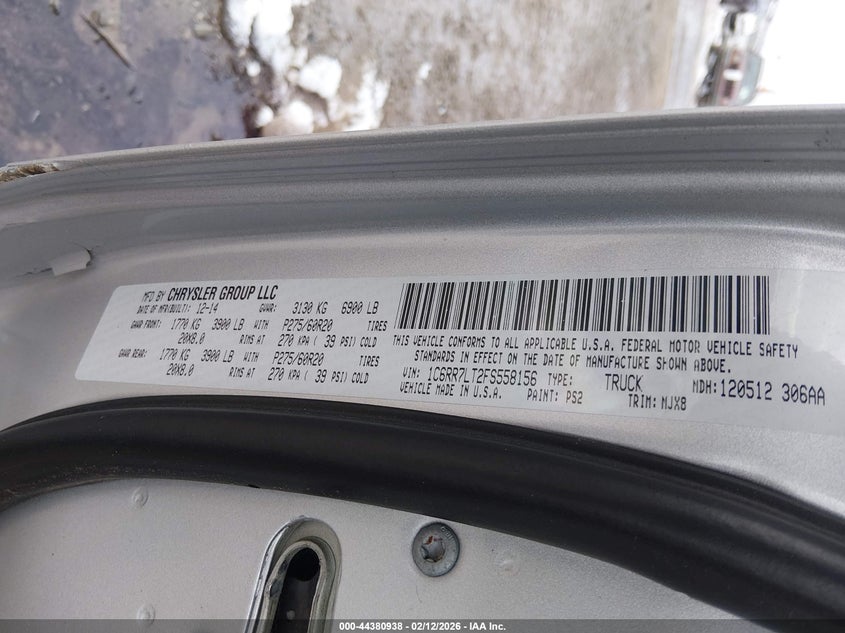 MFD BY CHRYSLER GROUP LLC
DATE OF MFR(BUILT): 12-14 GVWR: 3130 KG 6900 LB
GAWR FRONT: 1770 KG 3900 LB WITH P275/60R20 TIRES
20X8.0 RIMS AT 270 KPA ( 39 PSI) COLD
GAWR REAR: 1770 KG 3900 LB WITH P275/60R20 TIRES
20X8.0 RIMS AT 270 KPA ( 39 PSI) COLD
THIS VEHICLE CONFORMS TO ALL APPLICABLE U.S.A. FEDERAL MOTOR VEHICLE SAFETY
STANDARDS IN EFFECT ON THE DATE OF MANUFACTURE SHOWN ABOVE.
VIN: 1C6RR7LT2FS558156 TYPE: TRUCK MDH:120512 306AA
VEHICLE MADE IN U.S.A. PAINT: PS2 TRIM: MJX8
000-44380938 - 02/12/2026 - IAA Inc.